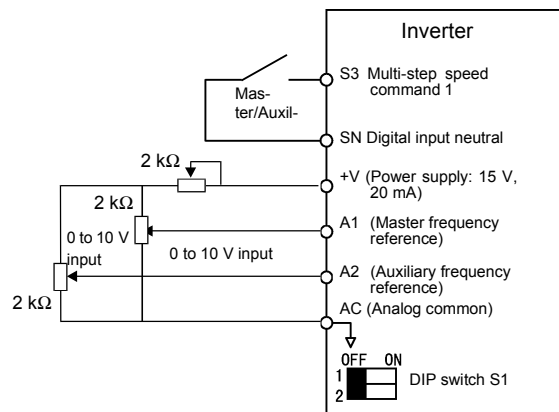 Inverter
S3 Multi-step speed
command 1
Mas-
ter/Auxil-
SN Digital input neutral
2 kΩ
+V (Power supply: 15 V,
20 mA)
2 kΩ
A1 (Master frequency
reference)
0 to 10 V
input
0 to 10 V input
A2 (Auxiliary frequency
reference)
2 kΩ
AC (Analog common)
OFF ON
1
2
DIP switch S1